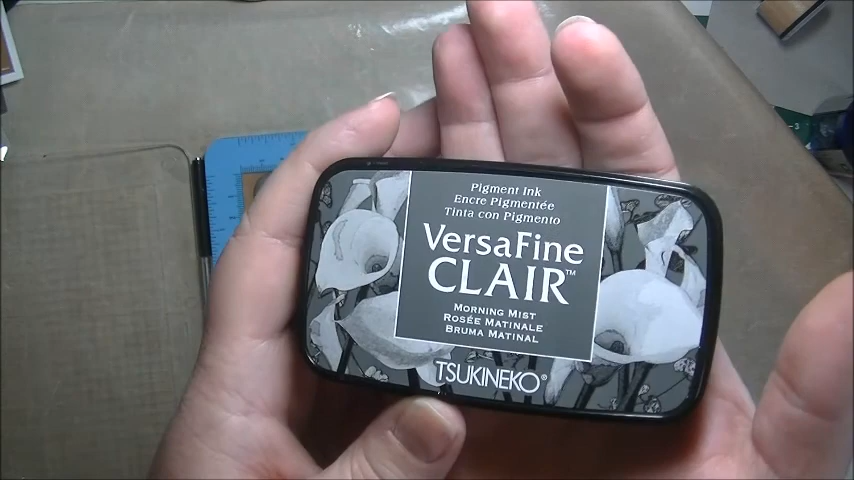 Pigment Ink
Encre Pigmentée
Tinta con Pigmento
VersaFine
CLAIR™
Morning Mist
Rosée Matinale
Bruma Matinal
TSUKINEKO®